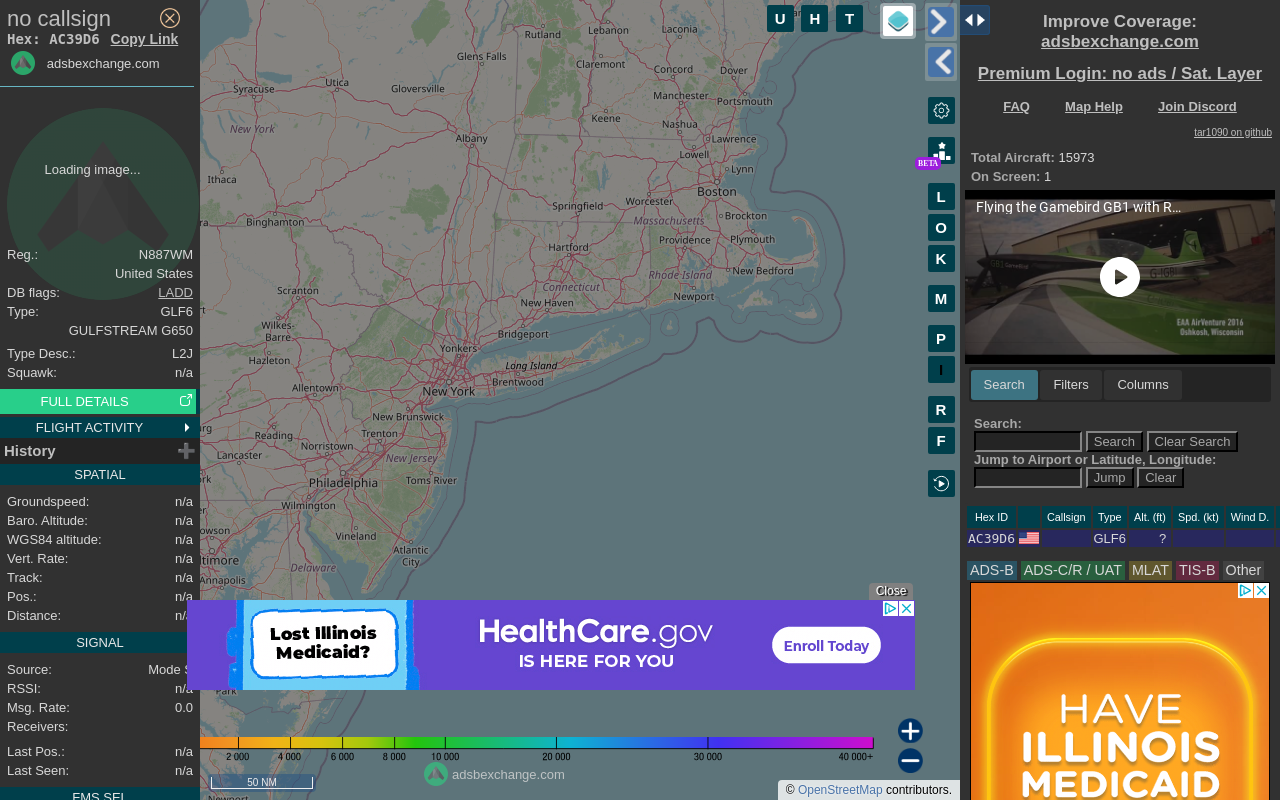 no callsign
Hex: AC39D6 Copy Link
adsbexchange.com
Loading image...
Reg.: N887WM
United States
DB flags: LADD
Type: GLF6
GULFSTREAM G650
Type Desc.: L2J
Squawk: n/a
FULL DETAILS
FLIGHT ACTIVITY
History
SPATIAL
Groundspeed: n/a
Baro. Altitude: n/a
WGS84 altitude: n/a
Vert. Rate: n/a
Track: n/a
Pos.: n/a
Distance: n/a
SIGNAL
Source: Mode S
RSSI: n/a
Msg. Rate: 0.0
Receivers:
Last Pos.: n/a
Last Seen: n/a
FMS SEL
Rutland
Lebanon
Laconia
Glens Falls
Claremont
Concord
Dover
Utica
Gloversville
Syracuse
Manchester
Portsmouth
Keene
New York
Nashua
Albany
Lawrence
Lowell
Lynn
Ithaca
Boston
Worcester
Springfield
Binghamton
Massachusetts
Brockton
Providence
Plymouth
Hartford
Rhode Island
New Bedford
Connecticut
Scranton
New Haven
Newport
Wilkes-
Barre
Bridgeport
Yonkers
Hazleton
Long Island
Brentwood
Allentown
New York
New Brunswick
Reading
Trenton
Norristown
Lancaster
New Jersey
Philadelphia
Toms River
Wilmington
Vineland
Atlantic
City
Delaware
Annapolis
Park
Newport
U H T
BETA
L
O
K
M
P
I
R
F
Close
Lost Illinois
Medicaid?
HealthCare.gov
IS HERE FOR YOU
Enroll Today
2 000 4 000 6 000 8 000 10 000 20 000 30 000 40 000+
adsbexchange.com
50 NM
© OpenStreetMap contributors.
Improve Coverage:
adsbexchange.com
Premium Login: no ads / Sat. Layer
FAQ Map Help Join Discord
tar1090 on github
Total Aircraft: 15973
On Screen: 1
Flying the Gamebird GB1 with R...
EAA AirVenture 2016
Oshkosh, Wisconsin
Search Filters Columns
Search:
Search Clear Search
Jump to Airport or Latitude, Longitude:
Jump Clear
Hex ID Callsign Type Alt. (ft) Spd. (kt) Wind D.
AC39D6 GLF6 ?
ADS-B ADS-C/R / UAT MLAT TIS-B Other
HAVE
ILLINOIS
MEDICAID